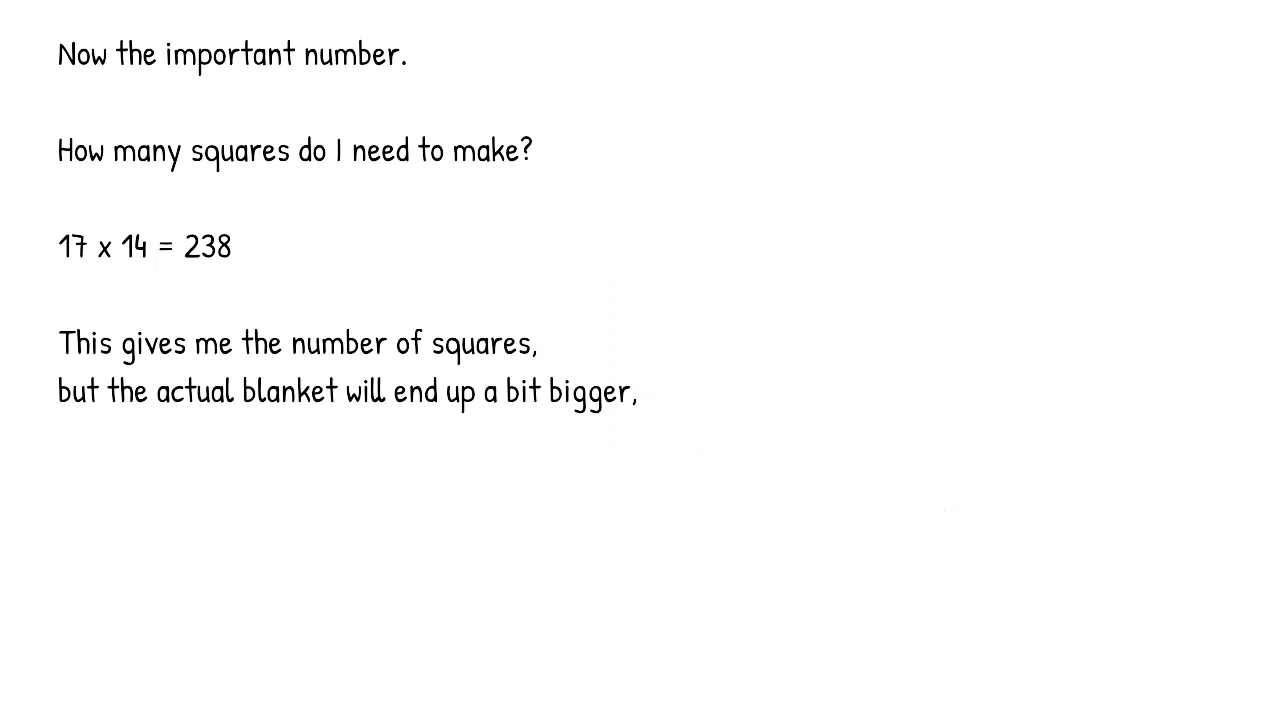 Now the important number.
How many squares do I need to make?
17 x 14 = 238
This gives me the number of squares,
but the actual blanket will end up a bit bigger,